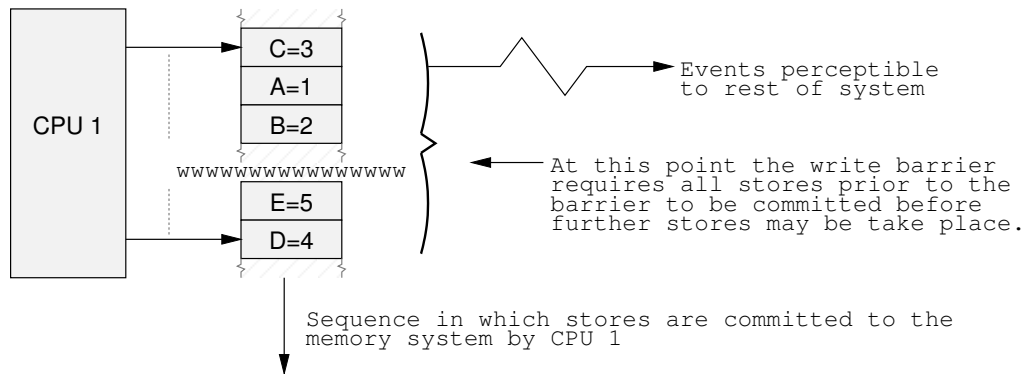 C=3
A=1
B=2
CPU 1
wwwwwwwwwwwwwwww
E=5
D=4
Events perceptible
to rest of system
At this point the write barrier
requires all stores prior to the
barrier to be committed before
further stores may be take place.
Sequence in which stores are committed to the
memory system by CPU 1